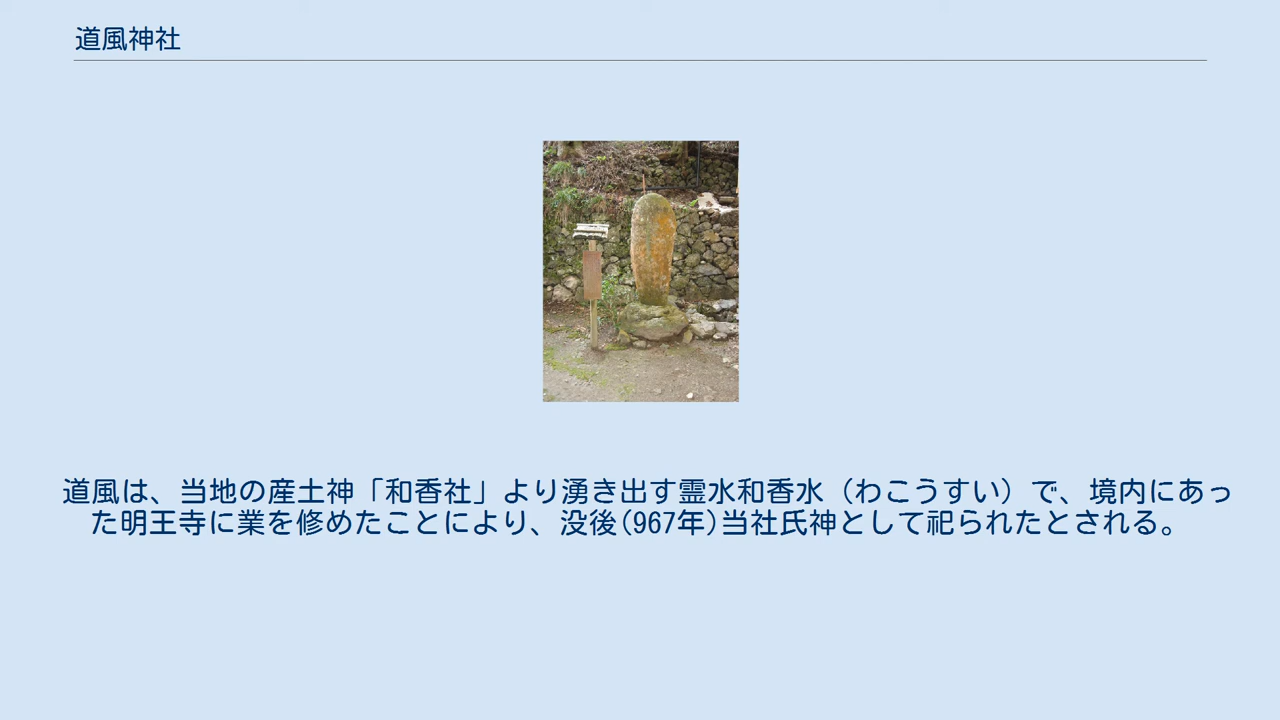 道風神社
道風は、当地の産土神「和香社」より湧き出す霊水和香水（わこうすい）で、境内にあっ
た明王寺に業を修めたことにより、没後(967年)当社氏神として祀られたとされる。